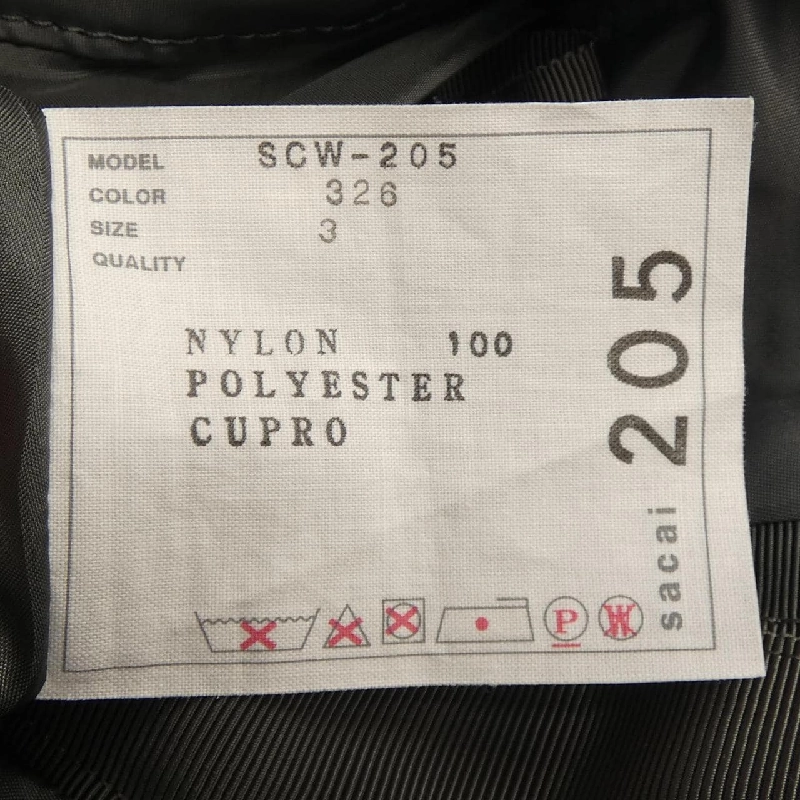 MODEL SCW-205
COLOR 326
SIZE 3
QUALITY
NYLON 100
POLYESTER
CUPRO
P
W
sacai 205